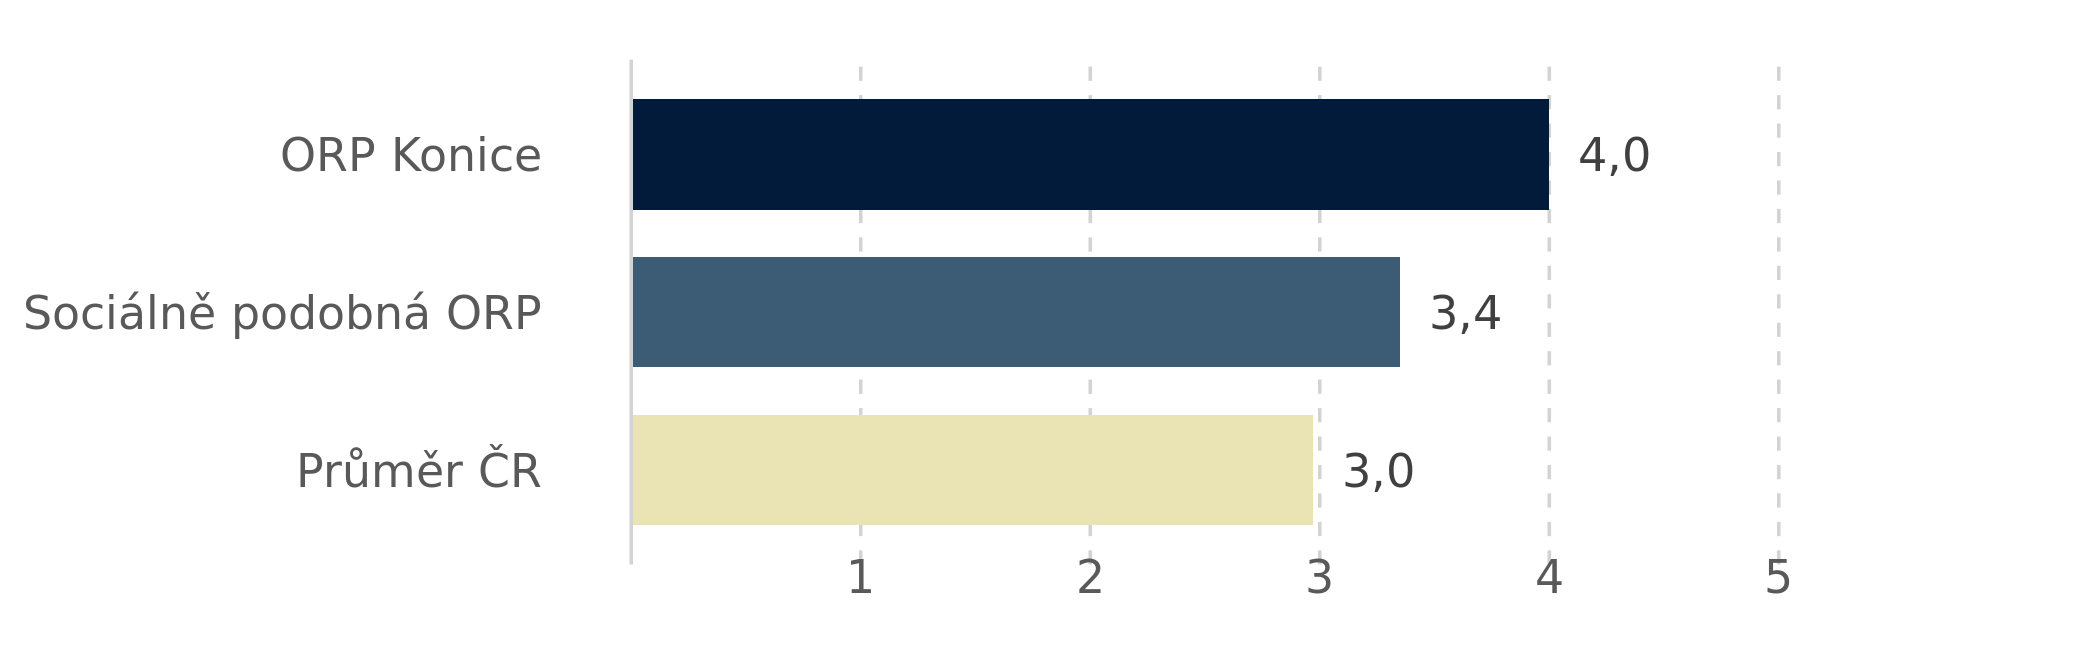 ORP Konice
4,0
Sociálně podobná ORP
3,4
Průměr ČR
3,0
1 2 3 4 5